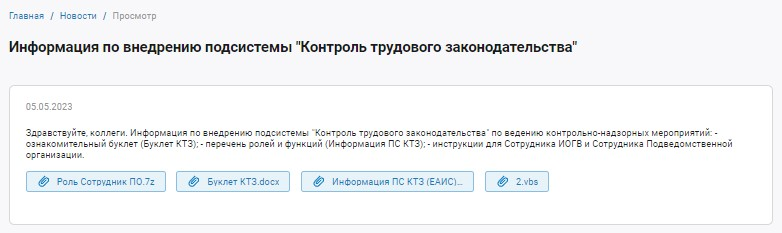 Главная / Новости / Просмотр
Информация по внедрению подсистемы "Контроль трудового законодательства"
05.05.2023
Здравствуйте, коллеги. Информация по внедрению подсистемы "Контроль трудового законодательства" по ведению контрольно-надзорных мероприятий: -
ознакомительный буклет (Буклет КТЗ); - перечень ролей и функций (Информация ПС КТЗ); - инструкции для Сотрудника ИОГВ и Сотрудника Подведомственной
организации.
Роль Сотрудник ПО.7z Буклет КТЗ.docx Информация ПС КТЗ (ЕАИС)... 2.vbs